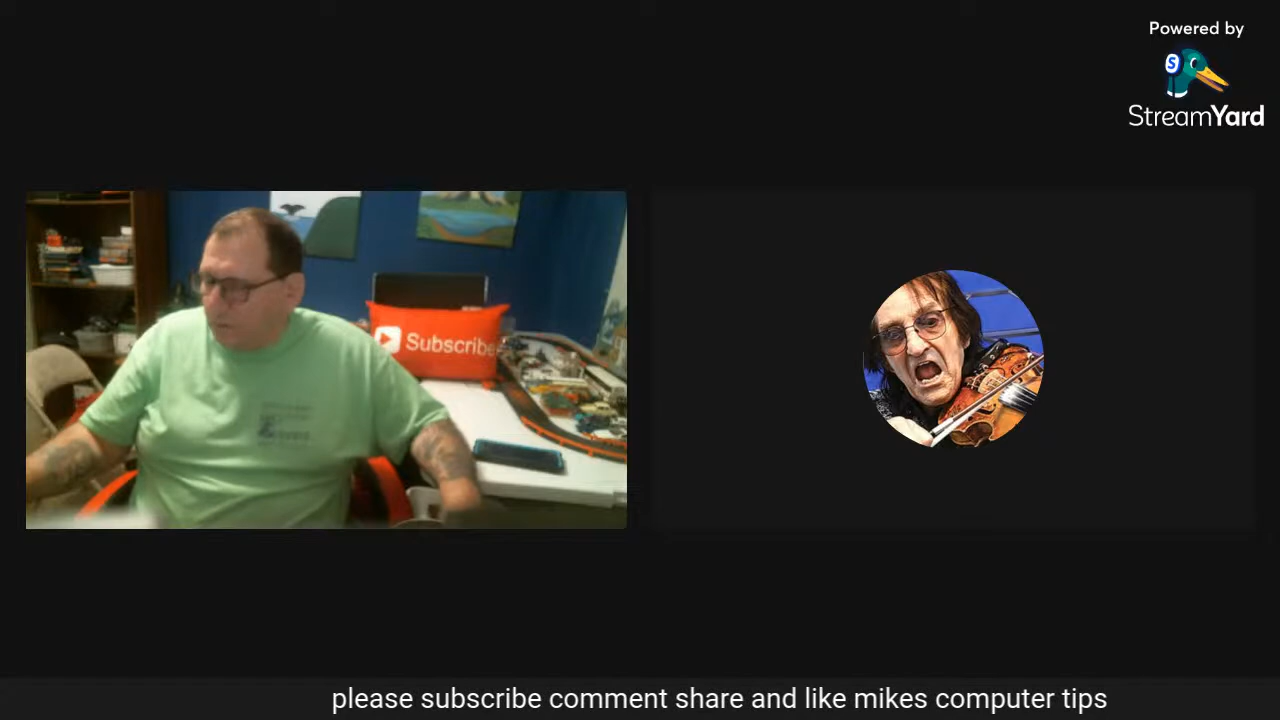 Powered by
S
StreamYard
Subscribe
please subscribe comment share and like mikes computer tips